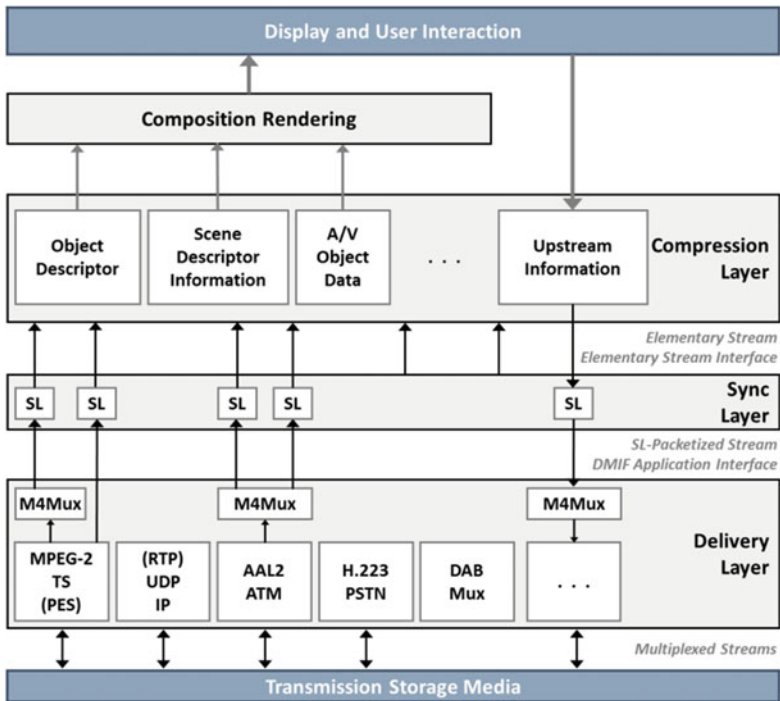 Display and User Interaction
Composition Rendering
Object
Descriptor
Scene
Descriptor
Information
A/V
Object
Data
. . .
Upstream
Information
Compression
Layer
Elementary Stream
Elementary Stream Interface
SL
SL
SL
SL
SL
Sync
Layer
SL-Packetized Stream
DMIF Application Interface
M4Mux
M4Mux
M4Mux
MPEG-2
TS
(PES)
(RTP)
UDP
IP
AAL2
ATM
H.223
PSTN
DAB
Mux
. . .
Delivery
Layer
Multiplexed Streams
Transmission Storage Media